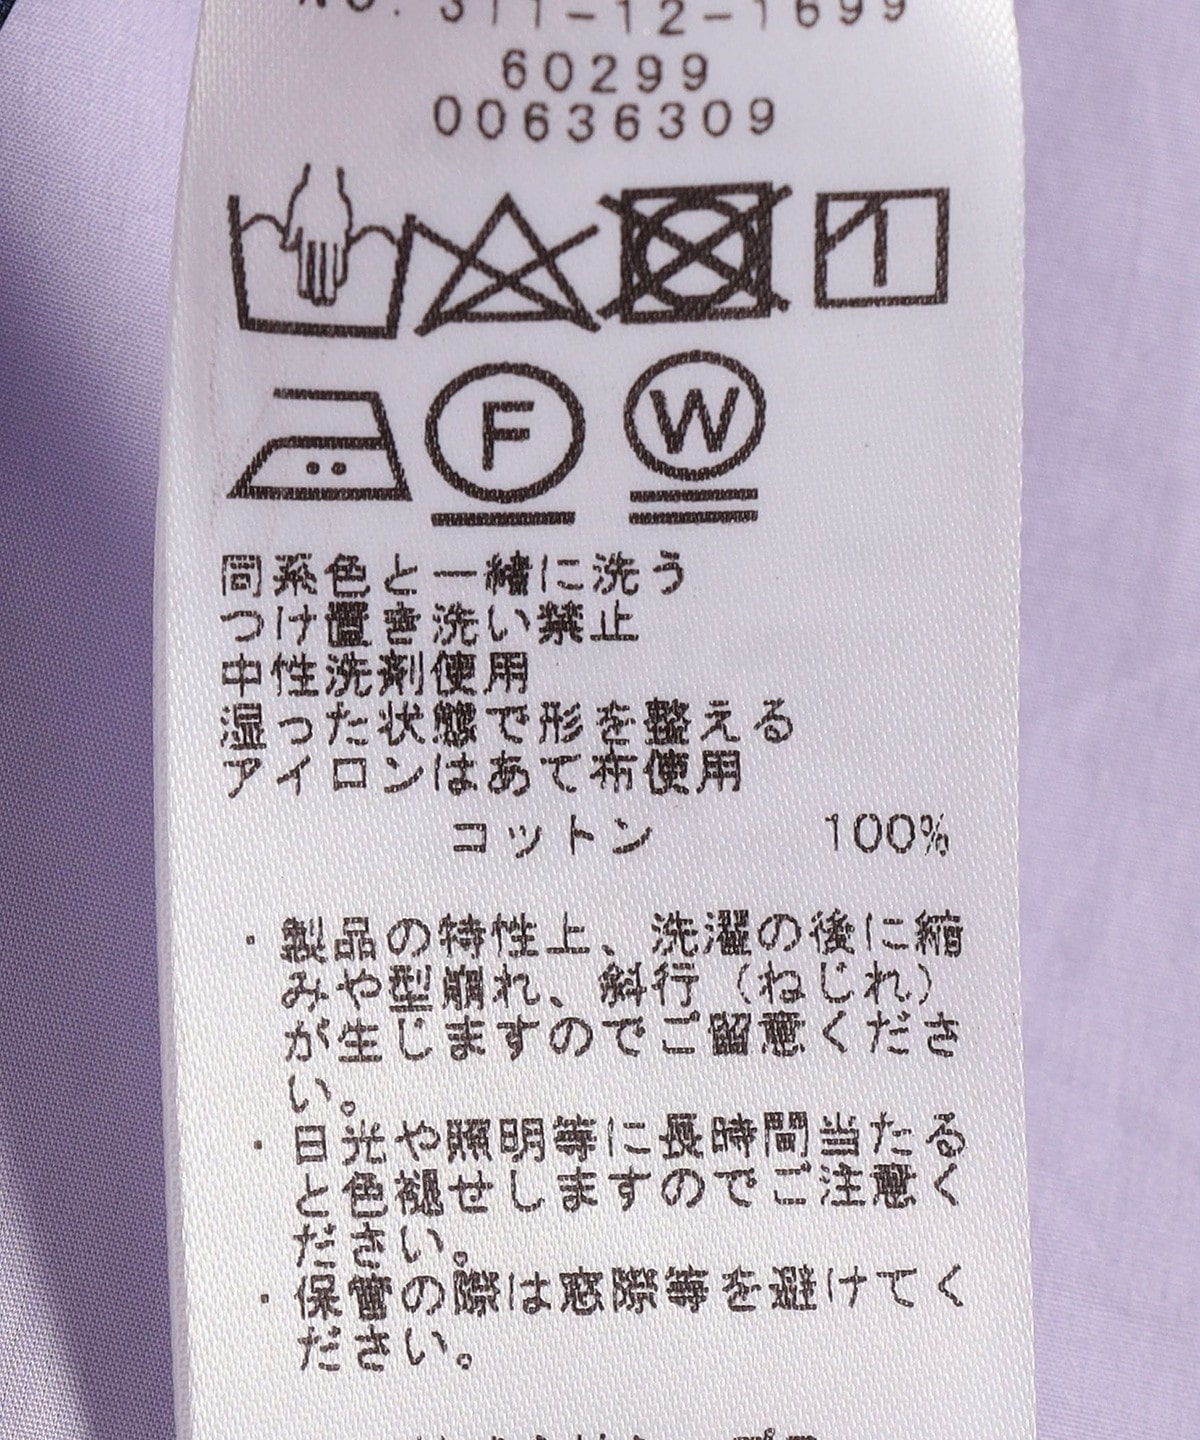 NO. 311-12-1699
60299
00636309
F
W
同系色と一緒に洗う
つけ置き洗い禁止
中性洗剤使用
湿った状態で形を整える
アイロンはあて布使用
コットン 100%
・製品の特性上、洗濯の後に縮
みや型崩れ、斜行（ねじれ）
が生じますのでご留意くださ
い。
・日光や照明等に長時間当たる
と色褪せしますのでご注意く
ださい。
・保管の際は窓際等を避けてく
ださい。